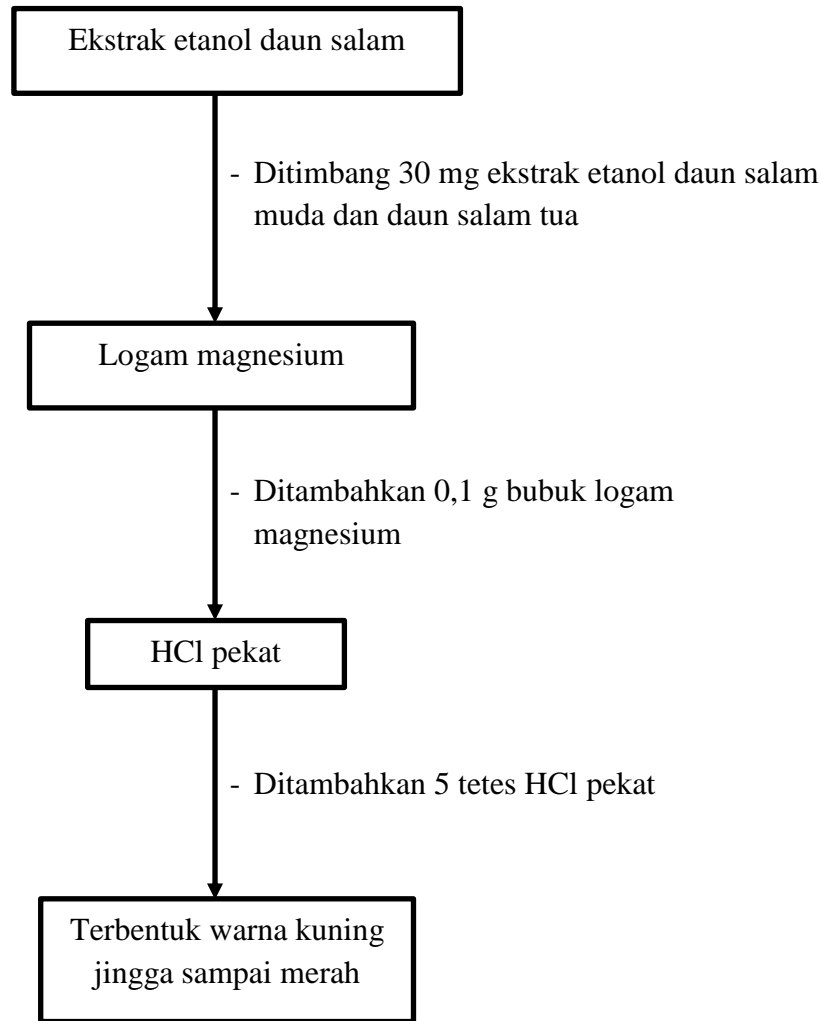 Ekstrak etanol daun salam
- Ditimbang 30 mg ekstrak etanol daun salam
muda dan daun salam tua
Logam magnesium
- Ditambahkan 0,1 g bubuk logam
magnesium
HCl pekat
- Ditambahkan 5 tetes HCl pekat
Terbentuk warna kuning
jingga sampai merah